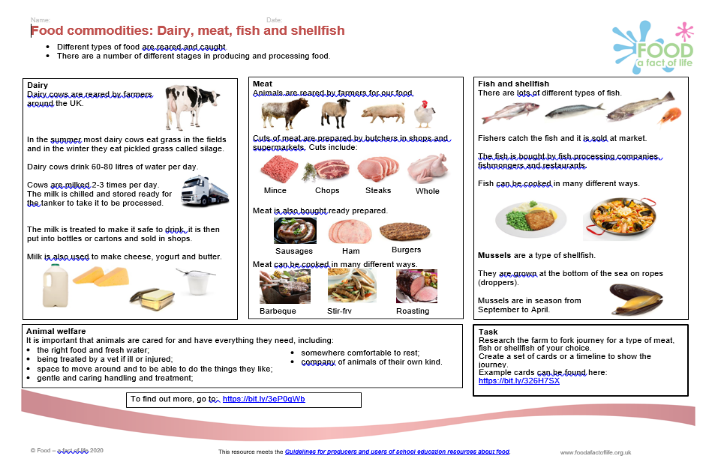 Name:
Date:
Food commodities: Dairy, meat, fish and shellfish
• Different types of food are reared and caught.
• There are a number of different stages in producing and processing food.
FOOD
a fact of life
Dairy
Dairy cows are reared by farmers
around the UK.
In the summer most dairy cows eat grass in the fields
and in the winter they eat pickled grass called silage.
Dairy cows drink 60-80 litres of water per day.
Cows are milked 2-3 times per day.
The milk is chilled and stored ready for
the tanker to take it to be processed.
The milk is treated to make it safe to drink, it is then
put into bottles or cartons and sold in shops.
Milk is also used to make cheese, yogurt and butter.
Meat
Animals are reared by farmers for our food.
Cuts of meat are prepared by butchers in shops and
supermarkets. Cuts include:
Mince
Chops
Steaks
Whole
Meat is also bought ready prepared.
Sausages
Ham
Burgers
Meat can be cooked in many different ways.
Barbeque
Stir-fry
Roasting
Fish and shellfish
There are lots of different types of fish.
Fishers catch the fish and it is sold at market.
The fish is bought by fish processing companies,
fishmongers and restaurants.
Fish can be cooked in many different ways.
Mussels are a type of shellfish.
They are grown at the bottom of the sea on ropes
(droppers).
Mussels are in season from
September to April.
Animal welfare
It is important that animals are cared for and have everything they need, including:
• the right food and fresh water;
• being treated by a vet if ill or injured;
• space to move around and to be able to do the things they like;
• gentle and caring handling and treatment;
• somewhere comfortable to rest;
• company of animals of their own kind.
Task
Research the farm to fork journey for a type of meat,
fish or shellfish of your choice.
Create a set of cards or a timeline to show the
journey.
Example cards can be found here:
https://bit.ly/326H7SX
To find out more, go to: https://bit.ly/3eP0gWb
© Food – a fact of life 2020
This resource meets the Guidelines for producers and users of school education resources about food.
www.foodafactoflife.org.uk